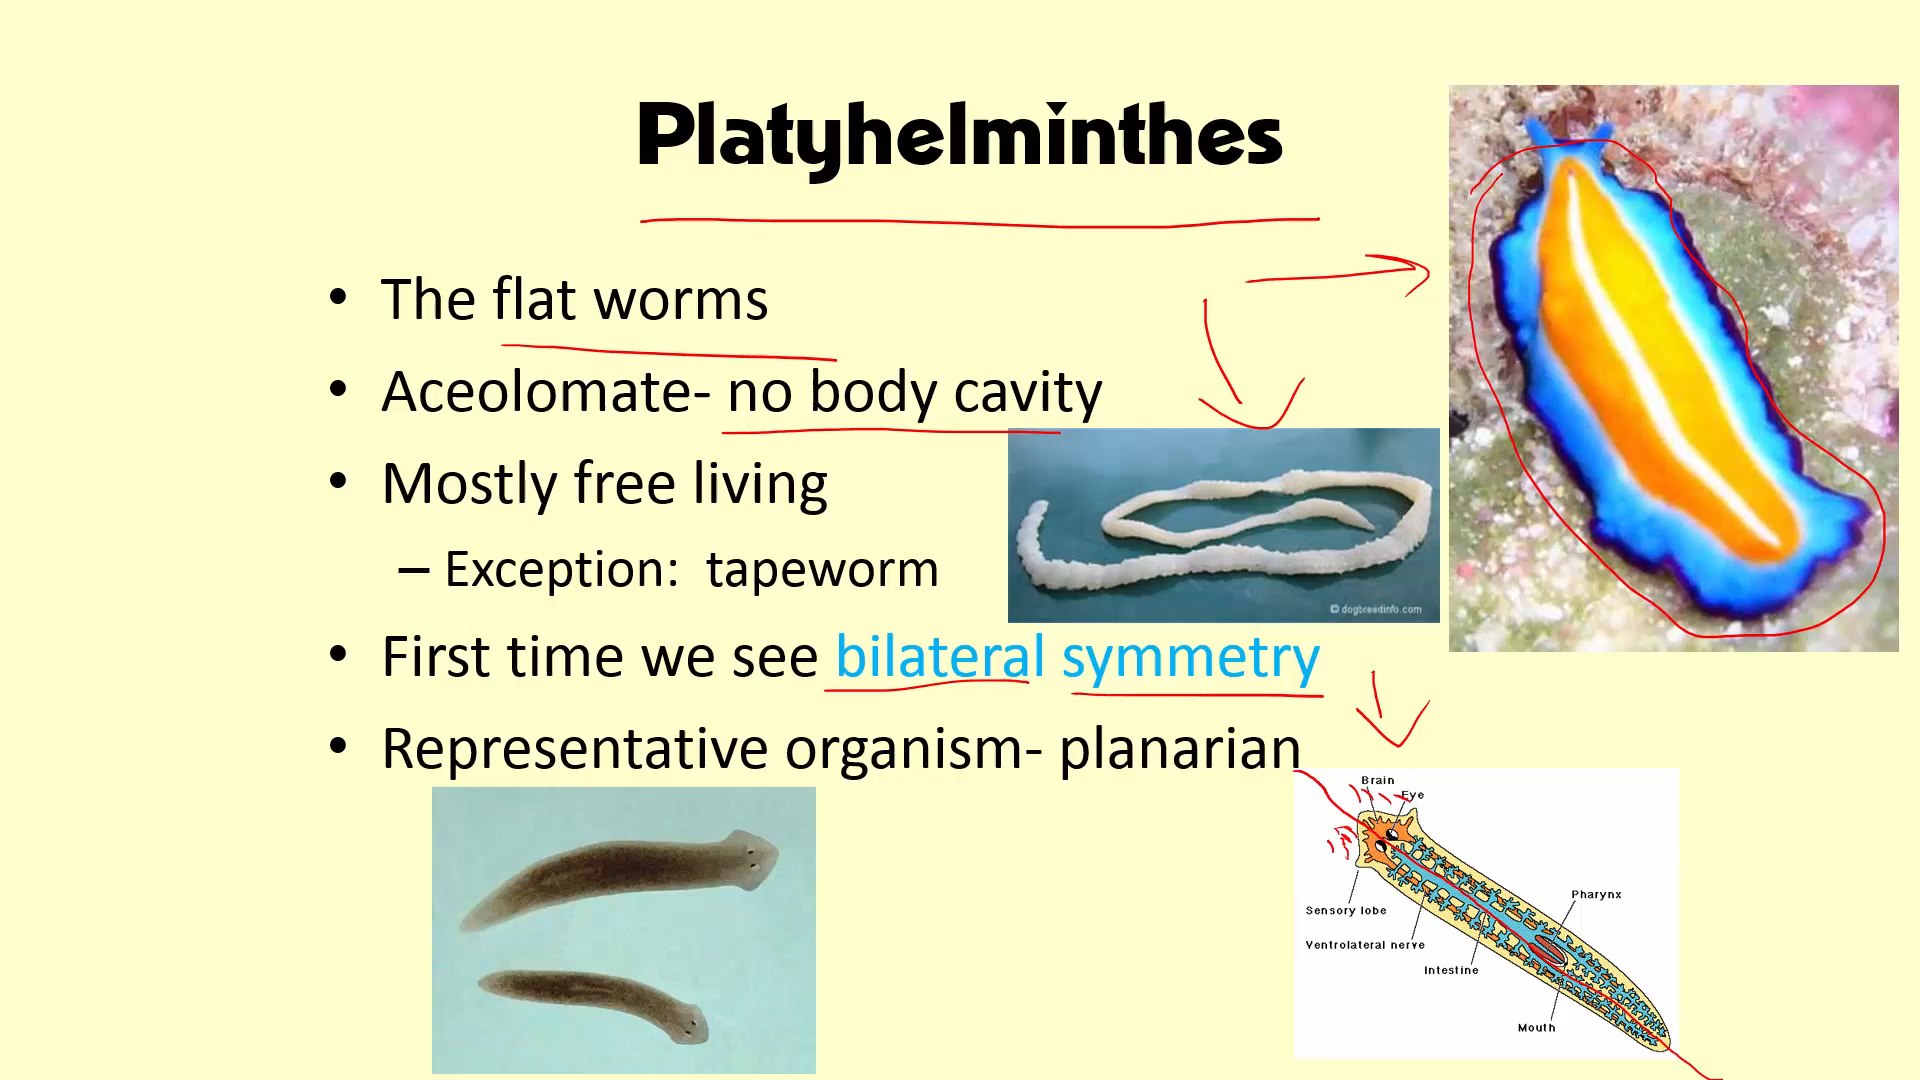 Platyhelminthes
• The flat worms
• Aceolomate- no body cavity
• Mostly free living
– Exception: tapeworm
© dogbreedinfo.com
• First time we see bilateral symmetry
• Representative organism- planarian
Brain
Eye
Pharynx
Sensory lobe
Ventrolateral nerve
Intestine
Mouth